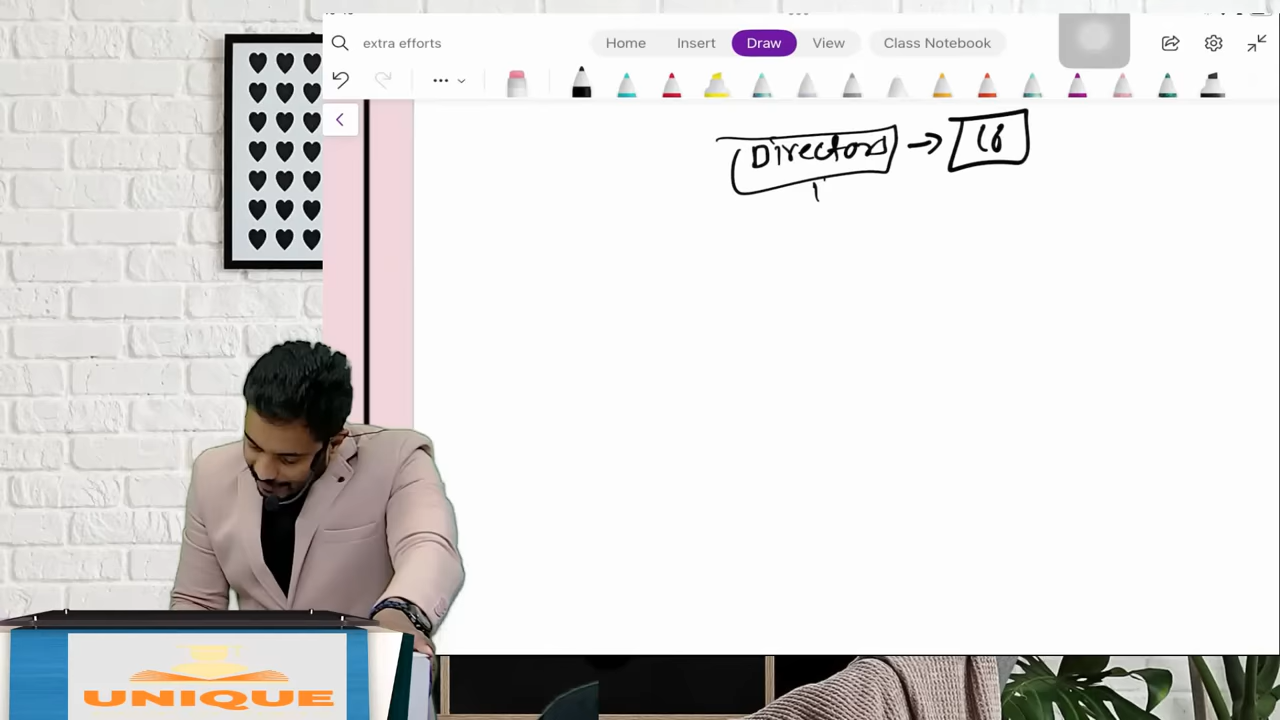 extra efforts
Home Insert Draw View Class Notebook
Directors → 18
UNIQUE